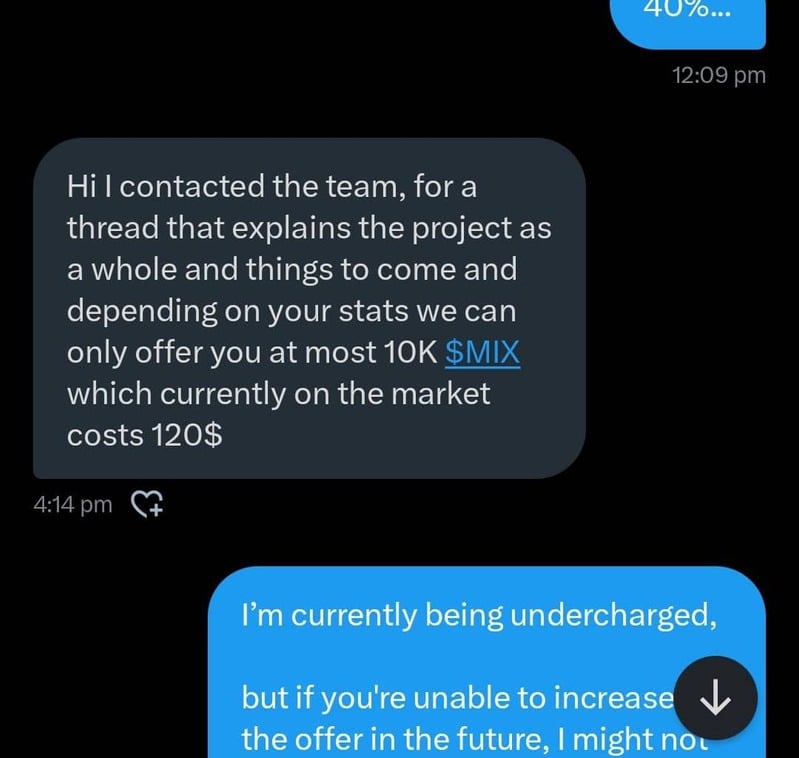 40%...
12:09 pm
Hi I contacted the team, for a
thread that explains the project as
a whole and things to come and
depending on your stats we can
only offer you at most 10K $MIX
which currently on the market
costs 120$
4:14 pm
I'm currently being undercharged,
but if you're unable to increase
the offer in the future, I might not